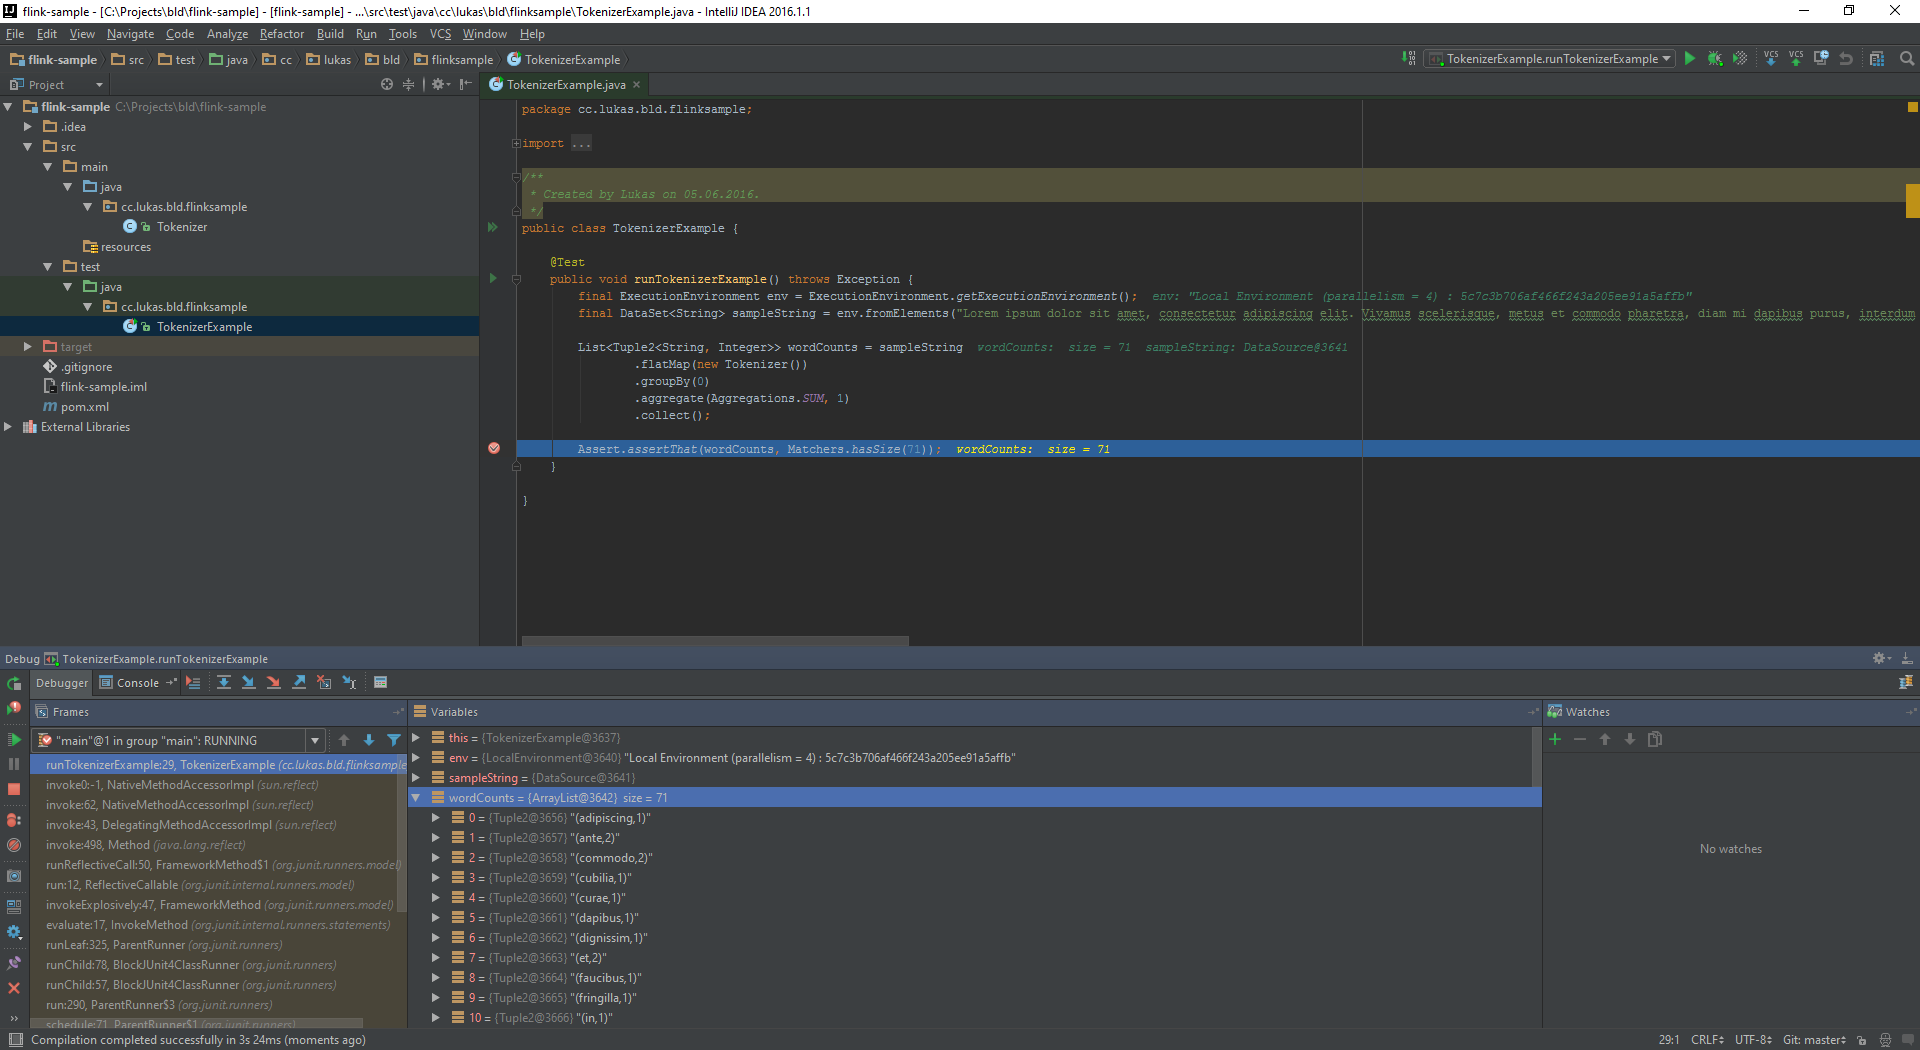 flink-sample - [C:\Projects\bld\flink-sample] - [flink-sample] - ...\src\test\java\cc\lukas\bld\flinksample\TokenizerExample.java - IntelliJ IDEA 2016.1.1
File Edit View Navigate Code Analyze Refactor Build Run Tools VCS Window Help
flink-sample src test java cc lukas bld flinksample TokenizerExample
TokenizerExample.runTokenizerExample
VCS VCS
Project
TokenizerExample.java
flink-sample C:\Projects\bld\flink-sample
.idea
src
main
java
cc.lukas.bld.flinksample
Tokenizer
resources
test
java
cc.lukas.bld.flinksample
TokenizerExample
target
.gitignore
flink-sample.iml
pom.xml
External Libraries
package cc.lukas.bld.flinksample;
import ...
/**
* Created by Lukas on 05.06.2016.
*/
public class TokenizerExample {
@Test
public void runTokenizerExample() throws Exception {
final ExecutionEnvironment env = ExecutionEnvironment.getExecutionEnvironment(); env: "Local Environment (parallelism = 4) : 5c7c3b706af466f243a205ee91a5affb"
final DataSet<String> sampleString = env.fromElements("Lorem ipsum dolor sit amet, consectetur adipiscing elit. Vivamus scelerisque, metus et commodo pharetra, diam mi dapibus purus, interdum
List<Tuple2<String, Integer>> wordCounts = sampleString wordCounts: size = 71 sampleString: DataSource@3641
.flatMap(new Tokenizer())
.groupBy(0)
.aggregate(Aggregations.SUM, 1)
.collect();
Assert.assertThat(wordCounts, Matchers.hasSize(71)); wordCounts: size = 71
}
}
Debug TokenizerExample.runTokenizerExample
Debugger Console
Frames
"main"@1 in group "main": RUNNING
runTokenizerExample:29, TokenizerExample (cc.lukas.bld.flinksample
invoke0:-1, NativeMethodAccessorImpl (sun.reflect)
invoke:62, NativeMethodAccessorImpl (sun.reflect)
invoke:43, DelegatingMethodAccessorImpl (sun.reflect)
invoke:498, Method (java.lang.reflect)
runReflectiveCall:50, FrameworkMethod$1 (org.junit.runners.model)
run:12, ReflectiveCallable (org.junit.internal.runners.model)
invokeExplosively:47, FrameworkMethod (org.junit.runners.model)
evaluate:17, InvokeMethod (org.junit.internal.runners.statements)
runLeaf:325, ParentRunner (org.junit.runners)
runChild:78, BlockJUnit4ClassRunner (org.junit.runners)
runChild:57, BlockJUnit4ClassRunner (org.junit.runners)
run:290, ParentRunner$3 (org.junit.runners)
schedule:71, ParentRunner$1 (org.junit.runners)
Variables
this = {TokenizerExample@3637}
env = {LocalEnvironment@3640} "Local Environment (parallelism = 4) : 5c7c3b706af466f243a205ee91a5affb"
sampleString = {DataSource@3641}
wordCounts = {ArrayList@3642} size = 71
0 = {Tuple2@3656} "(adipiscing,1)"
1 = {Tuple2@3657} "(ante,2)"
2 = {Tuple2@3658} "(commodo,2)"
3 = {Tuple2@3659} "(cubilia,1)"
4 = {Tuple2@3660} "(curae,1)"
5 = {Tuple2@3661} "(dapibus,1)"
6 = {Tuple2@3662} "(dignissim,1)"
7 = {Tuple2@3663} "(et,2)"
8 = {Tuple2@3664} "(faucibus,1)"
9 = {Tuple2@3665} "(fringilla,1)"
10 = {Tuple2@3666} "(in,1)"
Watches
No watches
Compilation completed successfully in 3s 24ms (moments ago)
29:1 CRLF UTF-8 Git: master